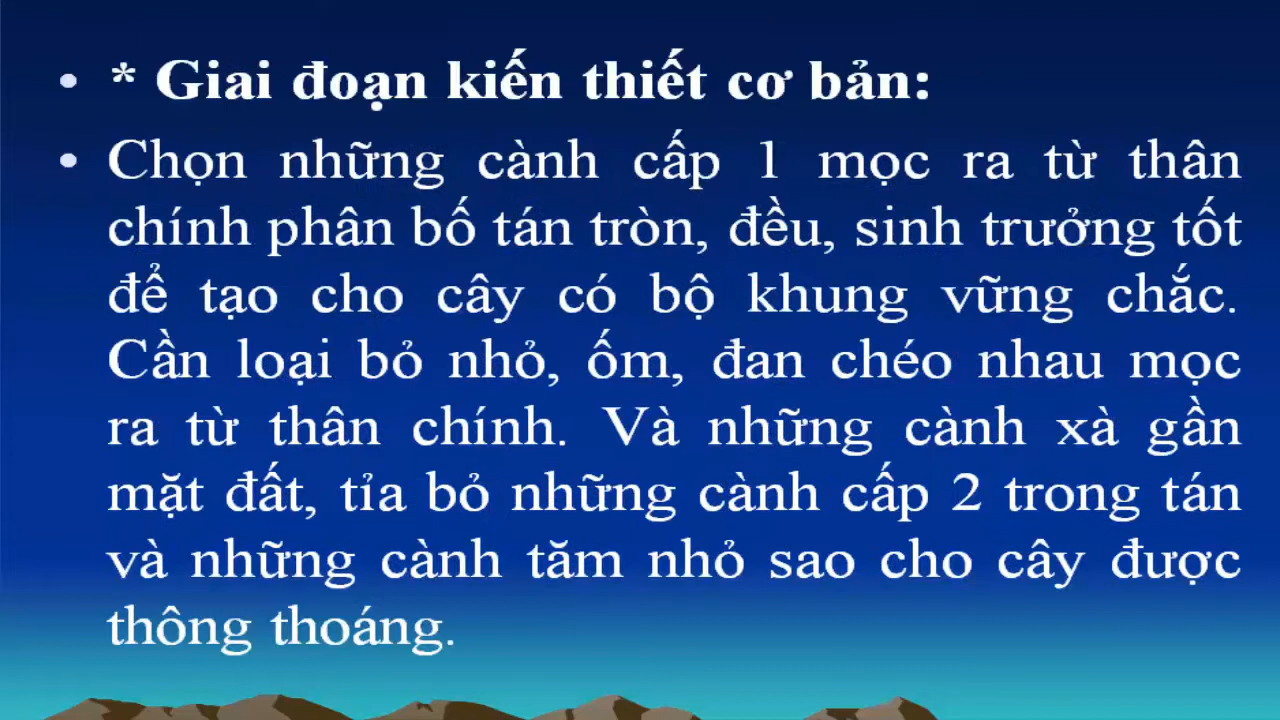 • * Giai đoạn kiến thiết cơ bản:
• Chọn những cành cấp 1 mọc ra từ thân
chính phân bố tán tròn, đều, sinh trưởng tốt
để tạo cho cây có bộ khung vững chắc.
Cần loại bỏ nhỏ, ốm, đan chéo nhau mọc
ra từ thân chính. Và những cành xà gần
mặt đất, tỉa bỏ những cành cấp 2 trong tán
và những cành tăm nhỏ sao cho cây được
thông thoáng.